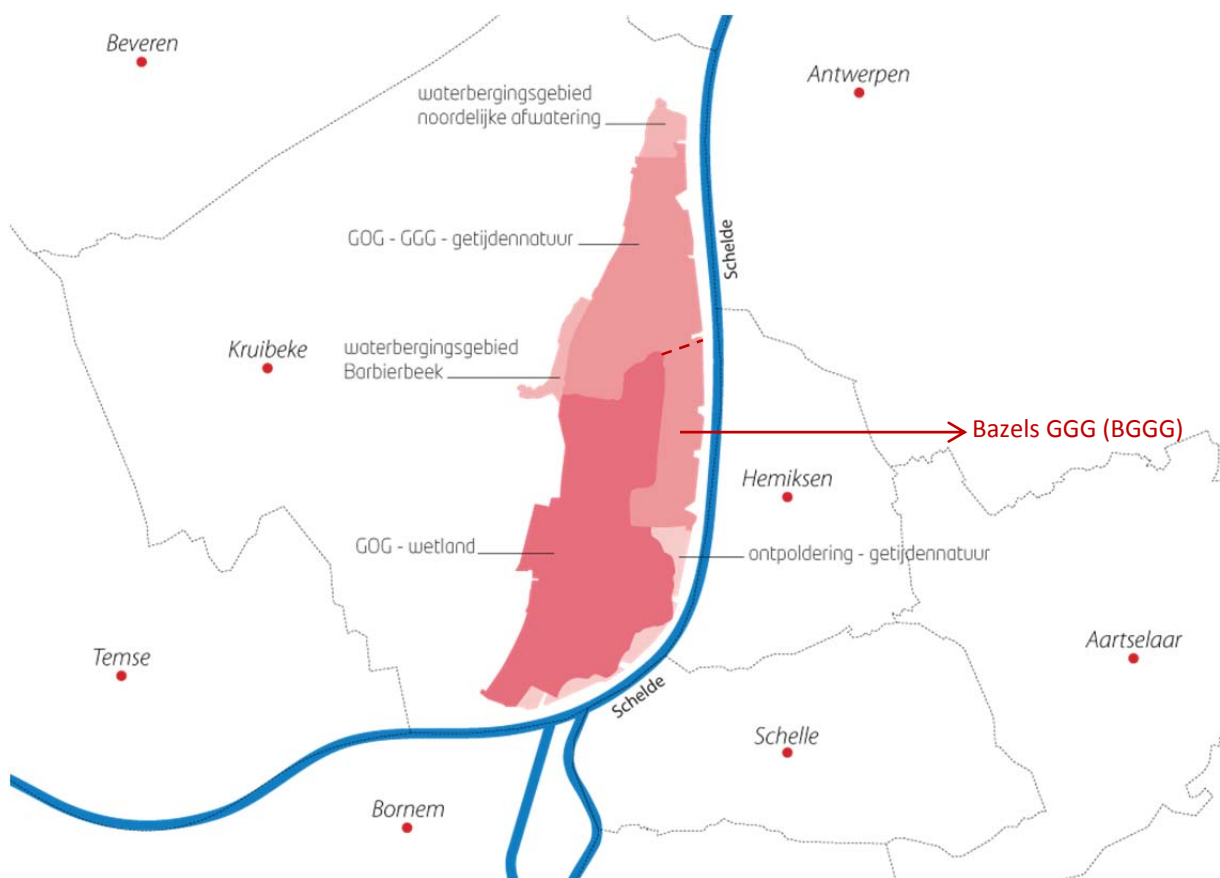 Beveren
Antwerpen
waterbergingsgebied
noordelijke afwatering
GOG - GGG - getijdennatuur
Schelde
Kruibeke
waterbergingsgebied
Barbierbeek
Bazels GGG (BGGG)
Hemiksen
GOG - wetland
ontpoldering - getijdennatuur
Temse
Aartselaar
Schelde
Schelle
Bornem